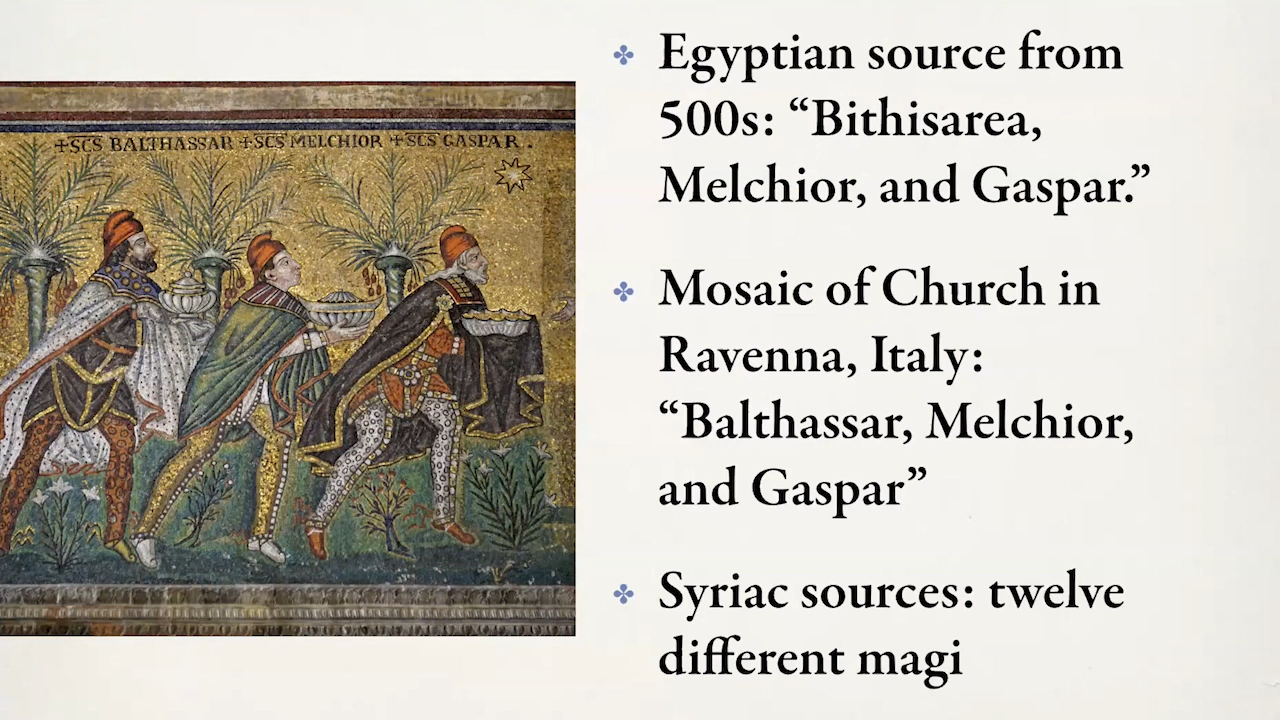 +SCS BALTHASSAR +SCS MELCHIOR +SCS GASPAR.
Egyptian source from
500s: “Bithisarea,
Melchior, and Gaspar.”
Mosaic of Church in
Ravenna, Italy:
“Balthassar, Melchior,
and Gaspar”
Syriac sources: twelve
different magi